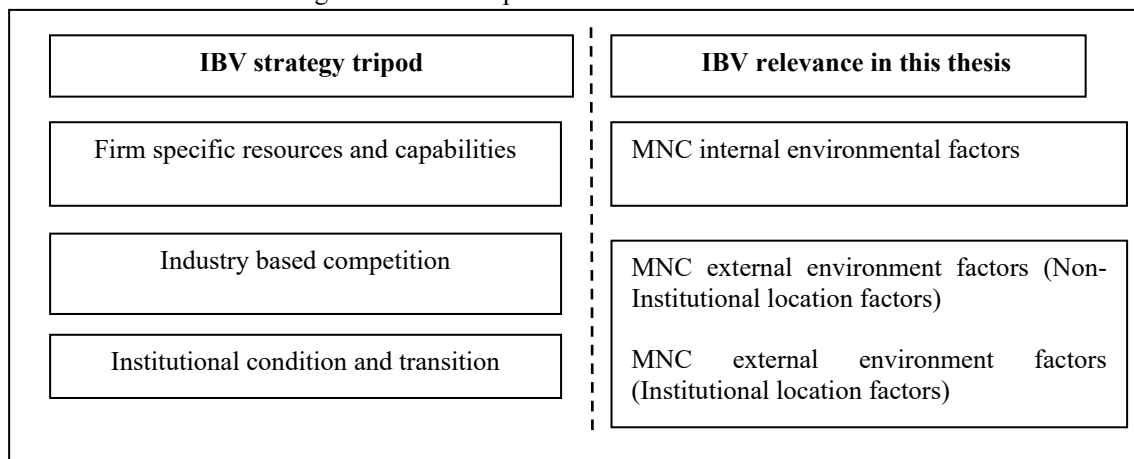 IBV strategy tripod
IBV relevance in this thesis
Firm specific resources and capabilities
MNC internal environmental factors
Industry based competition
MNC external environment factors (Non-
Institutional location factors)
Institutional condition and transition
MNC external environment factors
(Institutional location factors)